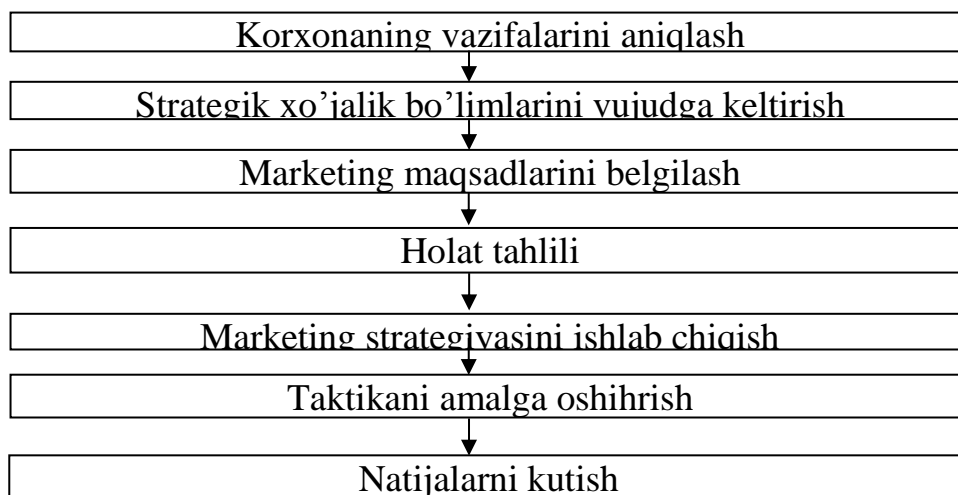 Korxonaning vazifalarini aniqlash
Strategik xo’jalik bo’limlarini vujudga keltirish
Marketing maqsadlarini belgilash
Holat tahlili
Marketing strategiyasini ishlab chiqish
Taktikani amalga oshihrish
Natijalarni kutish